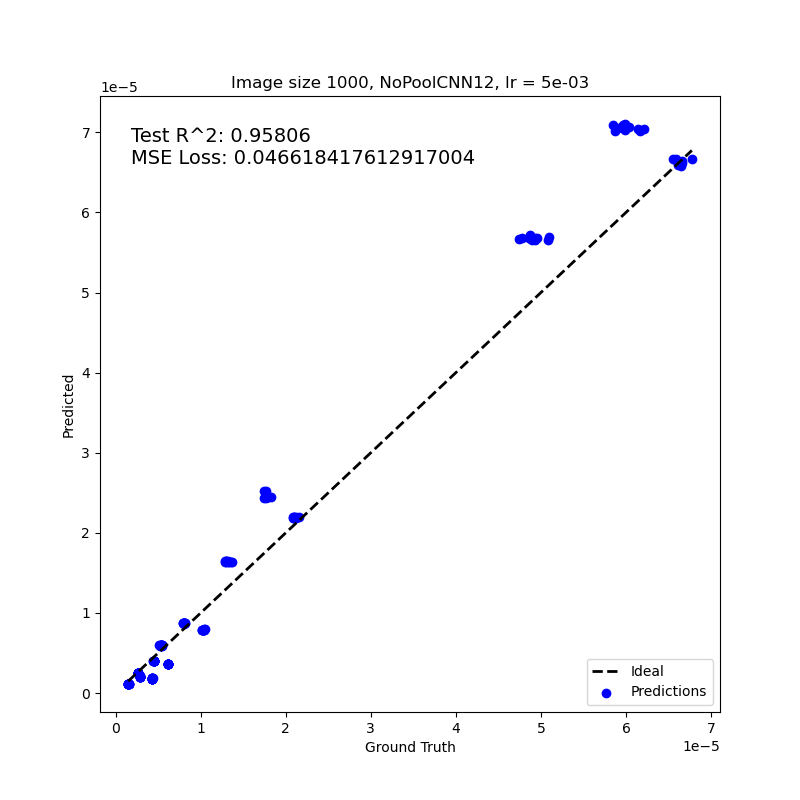 Image size 1000, NoPoolCNN12, lr = 5e-03
1e−5
Test R^2: 0.95806
MSE Loss: 0.046618417612917004
7
6
5
4
3
2
1
0
Predicted
Ideal
Predictions
0 1 2 3 4 5 6 7
Ground Truth
1e−5